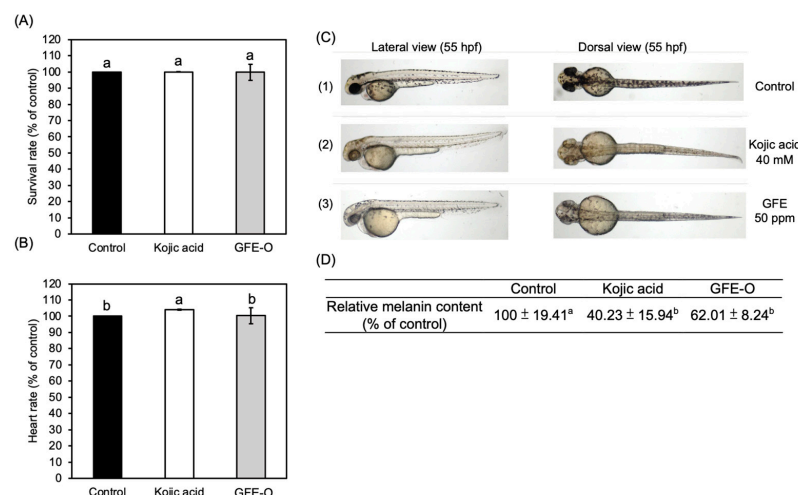 (A)
120
110
100
90
80
70
60
50
40
30
20
10
0
Survival rate (% of control)
a
a
a
Control Kojic acid GFE-O
(B)
120
110
100
90
80
70
60
50
40
30
20
10
0
Heart rate (% of control)
b
a
b
Control Kojic acid GFE-O
(C)
Lateral view (55 hpf) Dorsal view (55 hpf)
(1) Control
(2) Kojic acid
40 mM
(3) GFE
50 ppm
(D)
Control Kojic acid GFE-O
Relative melanin content
(% of control)
100 ± 19.41ᵃ 40.23 ± 15.94ᵇ 62.01 ± 8.24ᵇ